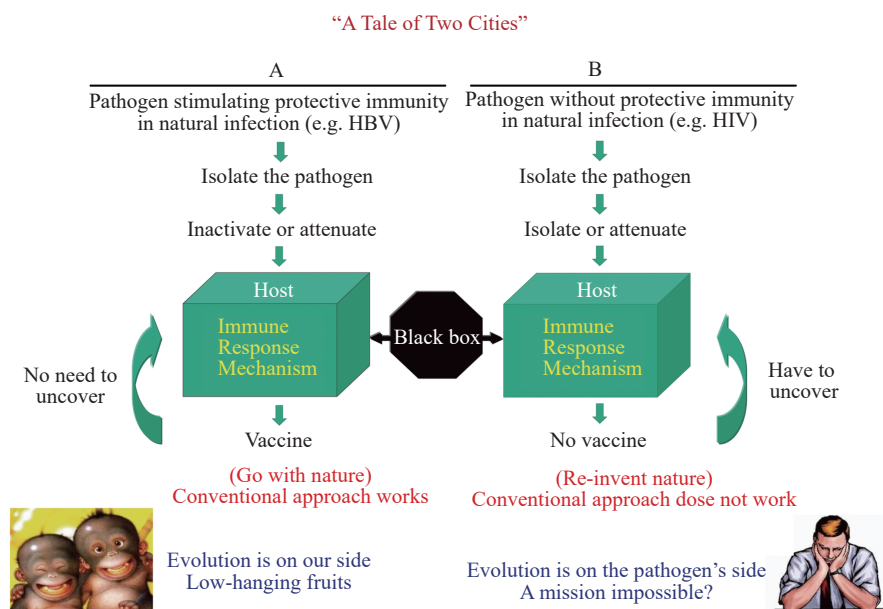 “A Tale of Two Cities”
A
Pathogen stimulating protective immunity
in natural infection (e.g. HBV)
Isolate the pathogen
Inactivate or attenuate
Host
Immune
Response
Mechanism
No need to
uncover
Vaccine
(Go with nature)
Conventional approach works
Evolution is on our side
Low-hanging fruits
Black box
B
Pathogen without protective immunity
in natural infection (e.g. HIV)
Isolate the pathogen
Isolate or attenuate
Host
Immune
Response
Mechanism
Have to
uncover
No vaccine
(Re-invent nature)
Conventional approach dose not work
Evolution is on the pathogen’s side
A mission impossible?